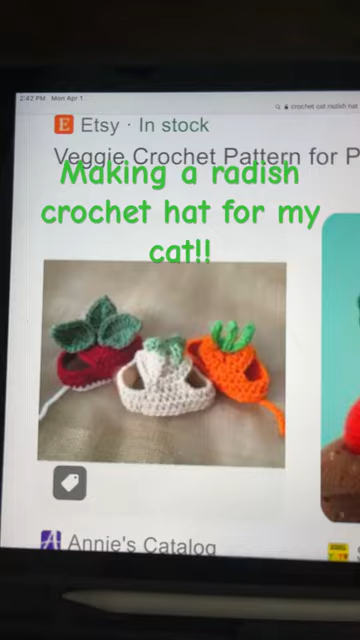 2:42 PM Mon Apr 1
crochet cat radish hat
E Etsy · In stock
Veggie Crochet Pattern for P
Making a radish
crochet hat for my
cat!!
A Annie's Catalog